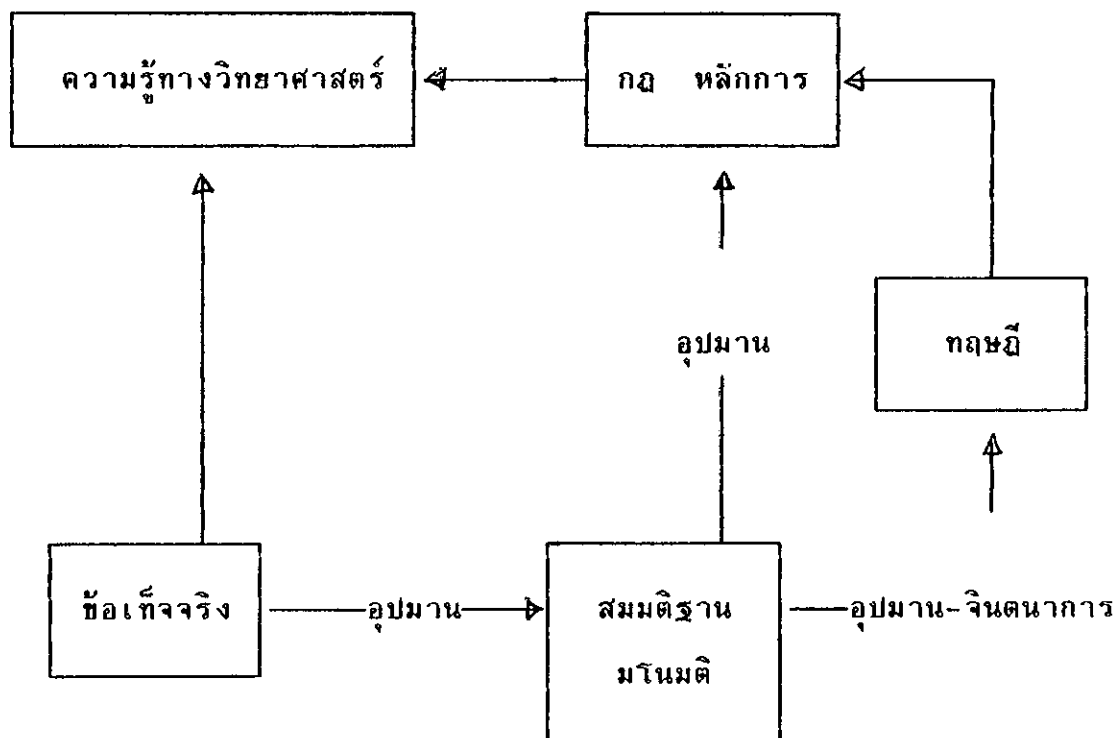 ความรู้ทางวิทยาศาสตร์
กฎ หลักการ
อุปมาน
ทฤษฎี
ข้อเท็จจริง
อุปมาน
สมมติฐาน
มโนมติ
อุปมาน-จินตนาการ